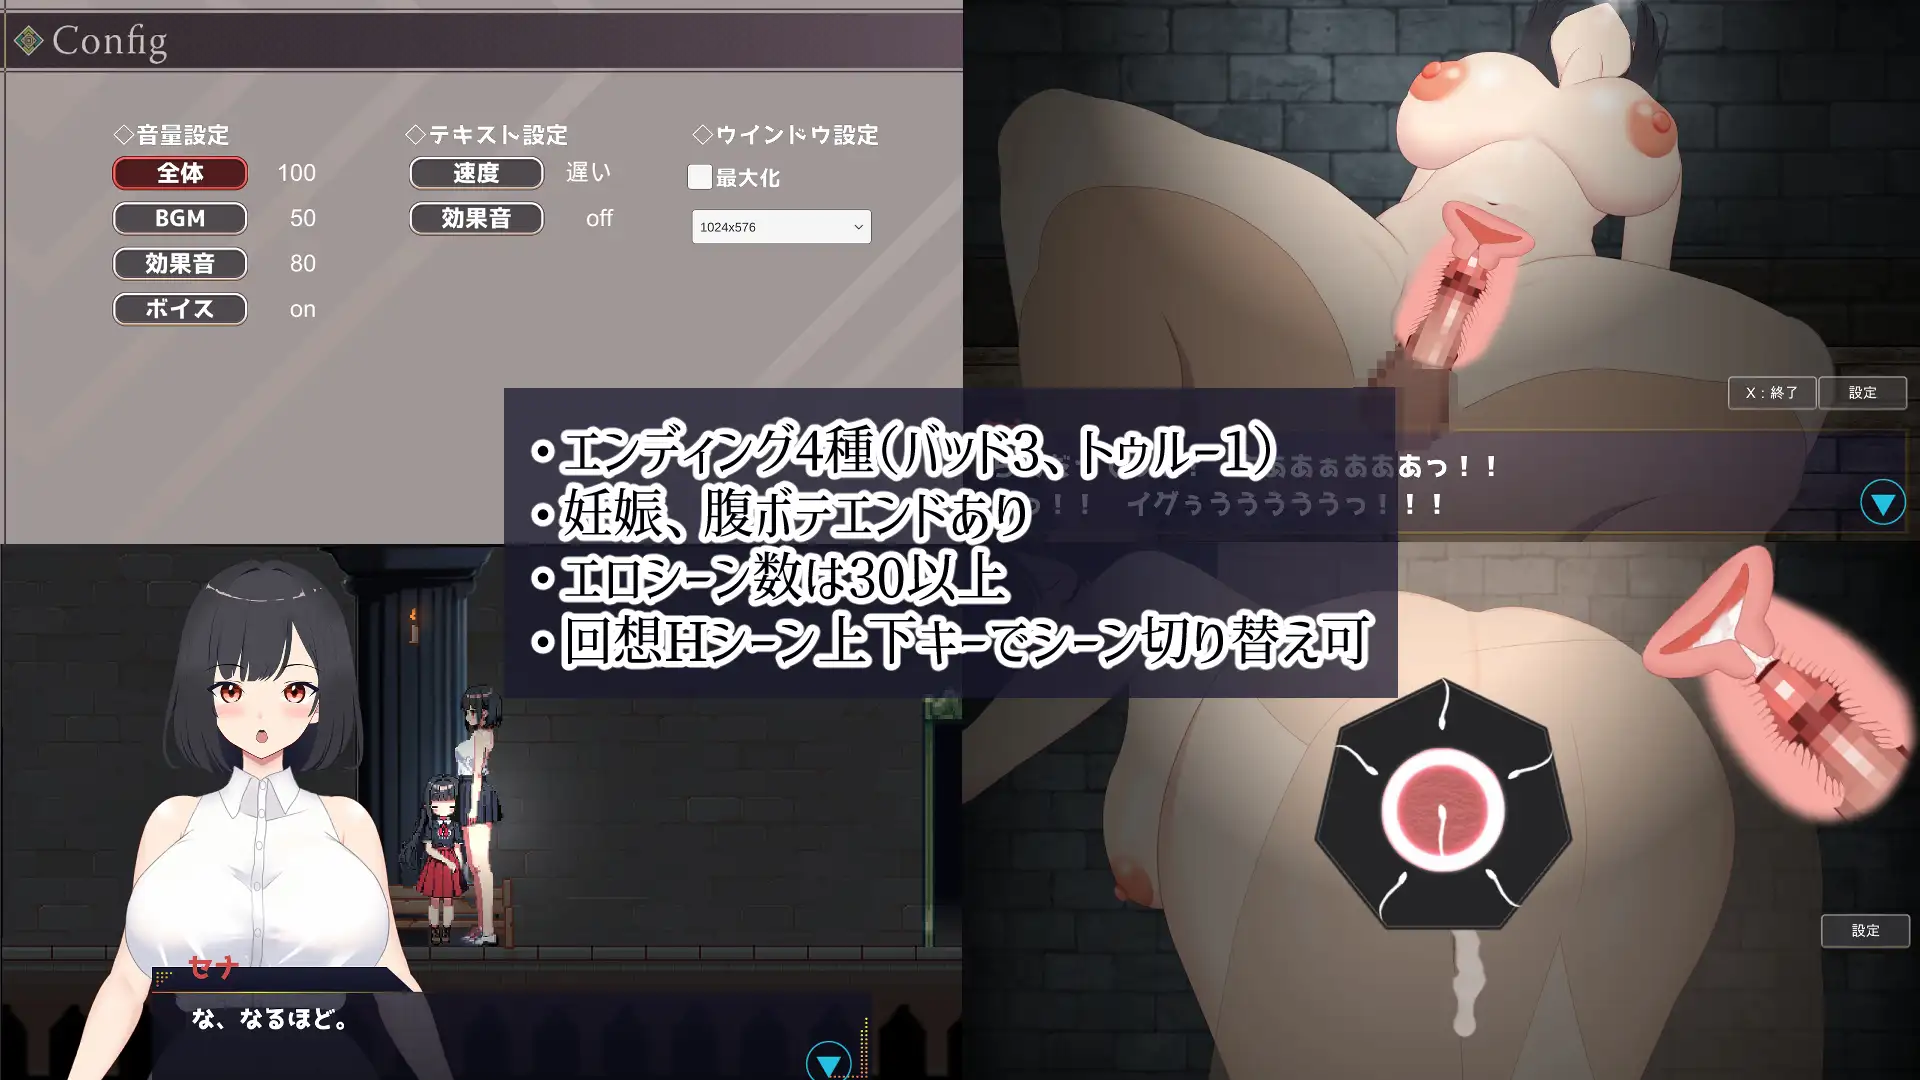 Config
◇音量設定
全体 100
BGM 50
効果音 80
ボイス on
◇テキスト設定
速度 遅い
効果音 off
◇ウインドウ設定
最大化
1024x576
X：終了
設定
・エンディング4種（バッド3、トゥルー1）
・妊娠、腹ボテエンドあり
・エロシーン数は30以上
・回想Hシーン上下キーでシーン切り替え可
ああぁあああっ！！
っ！！ イグぅうううううっ！！！
セナ
な、なるほど。
設定